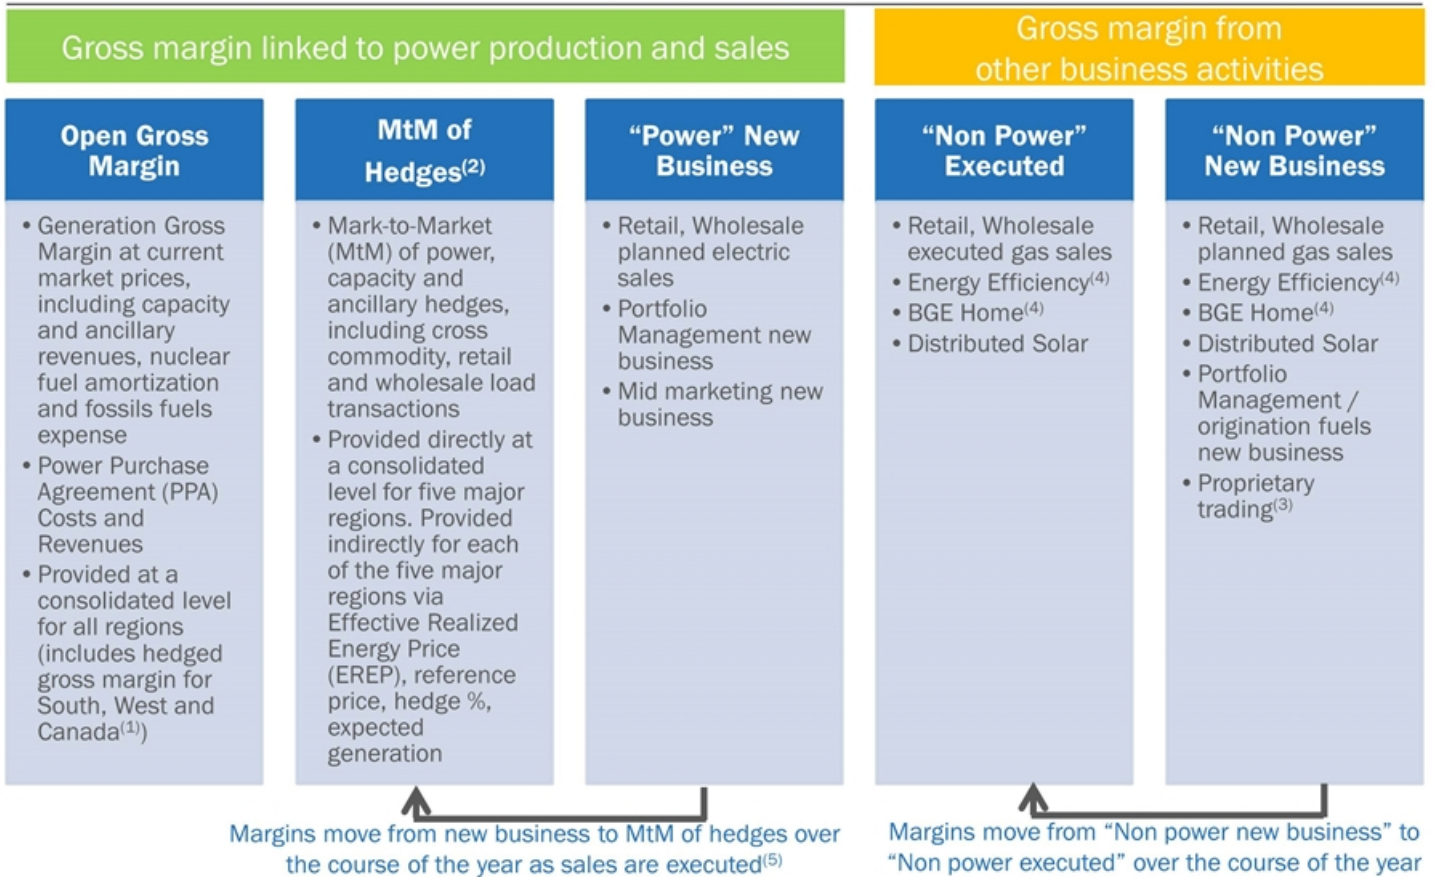 Gross margin linked to power production and sales
Gross margin from
other business activities
Open Gross
Margin
• Generation Gross
Margin at current
market prices,
including capacity
and ancillary
revenues, nuclear
fuel amortization
and fossils fuels
expense
• Power Purchase
Agreement (PPA)
Costs and
Revenues
• Provided at a
consolidated level
for all regions
(includes hedged
gross margin for
South, West and
Canada(1))
MtM of
Hedges(2)
• Mark-to-Market
(MtM) of power,
capacity and
ancillary hedges,
including cross
commodity, retail
and wholesale load
transactions
• Provided directly at
a consolidated
level for five major
regions. Provided
indirectly for each
of the five major
regions via
Effective Realized
Energy Price
(EREP), reference
price, hedge %,
expected
generation
“Power” New
Business
• Retail, Wholesale
planned electric
sales
• Portfolio
Management new
business
• Mid marketing new
business
“Non Power”
Executed
• Retail, Wholesale
executed gas sales
• Energy Efficiency(4)
• BGE Home(4)
• Distributed Solar
“Non Power”
New Business
• Retail, Wholesale
planned gas sales
• Energy Efficiency(4)
• BGE Home(4)
• Distributed Solar
• Portfolio
Management /
origination fuels
new business
• Proprietary
trading(3)
Margins move from new business to MtM of hedges over
the course of the year as sales are executed(5)
Margins move from “Non power new business” to
“Non power executed” over the course of the year